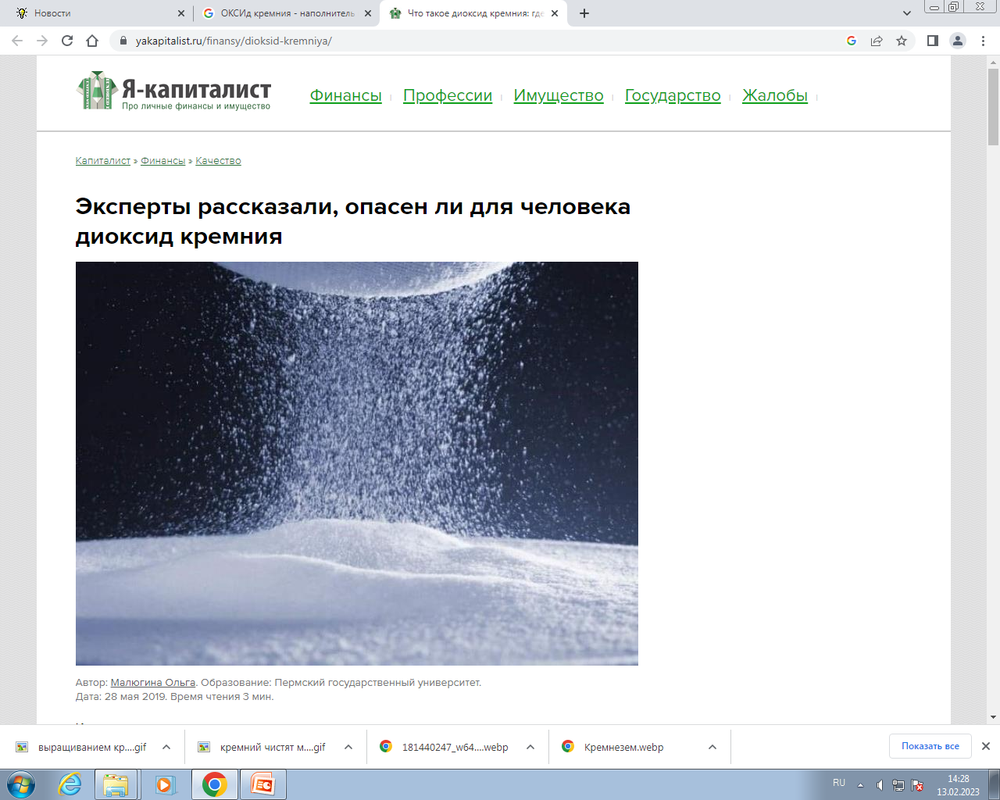 Новости
ОКСИд кремния - наполнитель
Что такое диоксид кремния: где
yakapitalist.ru/finansy/dioksid-kremniya/
Я-капиталист
Про личные финансы и имущество
Финансы
Профессии
Имущество
Государство
Жалобы
Капиталист » Финансы » Качество
Эксперты рассказали, опасен ли для человека
диоксид кремния
Автор: Малюгина Ольга. Образование: Пермский государственный университет.
Дата: 28 мая 2019. Время чтения 3 мин.
выращиванием кр....gif
кремний чистят м....gif
181440247_w64....webp
Кремнезем.webp
Показать все
RU
14:28
13.02.2023